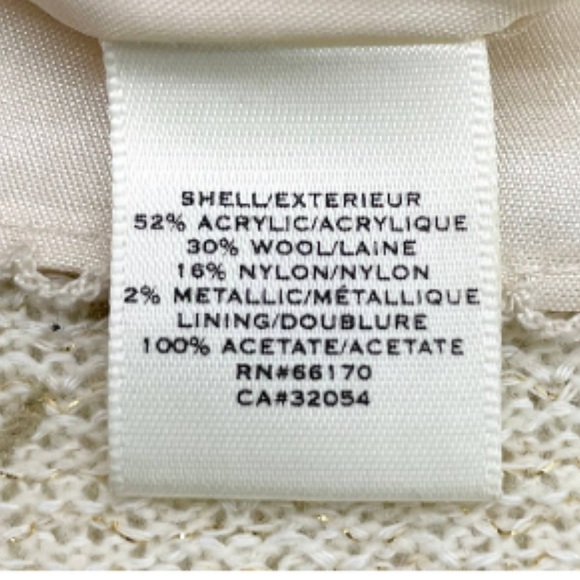 SHELL/EXTERIEUR
52% ACRYLIC/ACRYLIQUE
30% WOOL/LAINE
16% NYLON/NYLON
2% METALLIC/MÉTALLIQUE
LINING/DOUBLURE
100% ACETATE/ACETATE
RN#66170
CA#32054